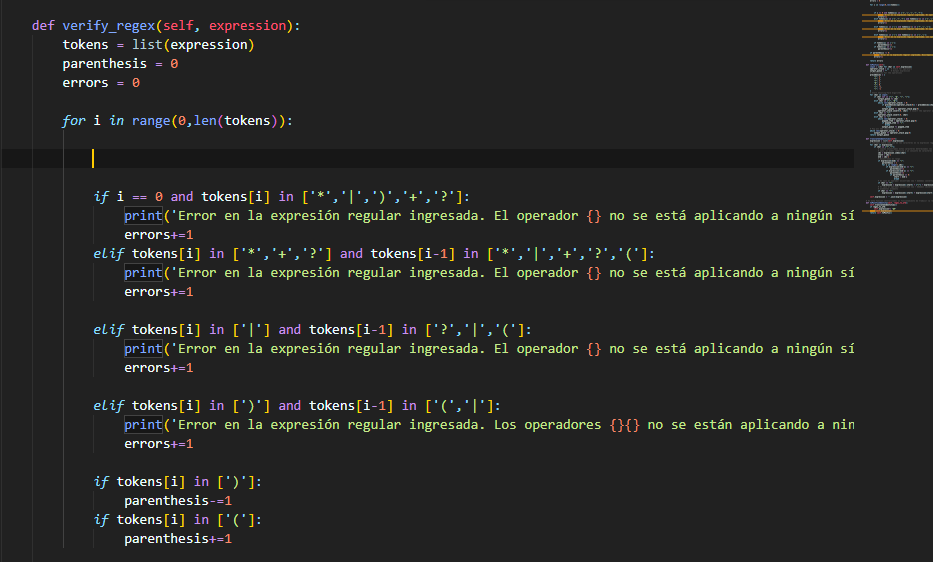 def verify_regex(self, expression):
    tokens = list(expression)
    parenthesis = 0
    errors = 0
    for i in range(0,len(tokens)):
        if i == 0 and tokens[i] in ['*','|',')','+','?']:
            print('Error en la expresión regular ingresada. El operador {} no se está aplicando a ningún sí
            errors+=1
        elif tokens[i] in ['*','+','?'] and tokens[i-1] in ['*','|','+','?','(']:
            print('Error en la expresión regular ingresada. El operador {} no se está aplicando a ningún sí
            errors+=1
        elif tokens[i] in ['|'] and tokens[i-1] in ['?','|','(']:
            print('Error en la expresión regular ingresada. El operador {} no se está aplicando a ningún sí
            errors+=1
        elif tokens[i] in [')'] and tokens[i-1] in ['(','|']:
            print('Error en la expresión regular ingresada. Los operadores {}{} no se están aplicando a nin
            errors+=1
        if tokens[i] in [')']:
            parenthesis-=1
        if tokens[i] in ['(']:
            parenthesis+=1